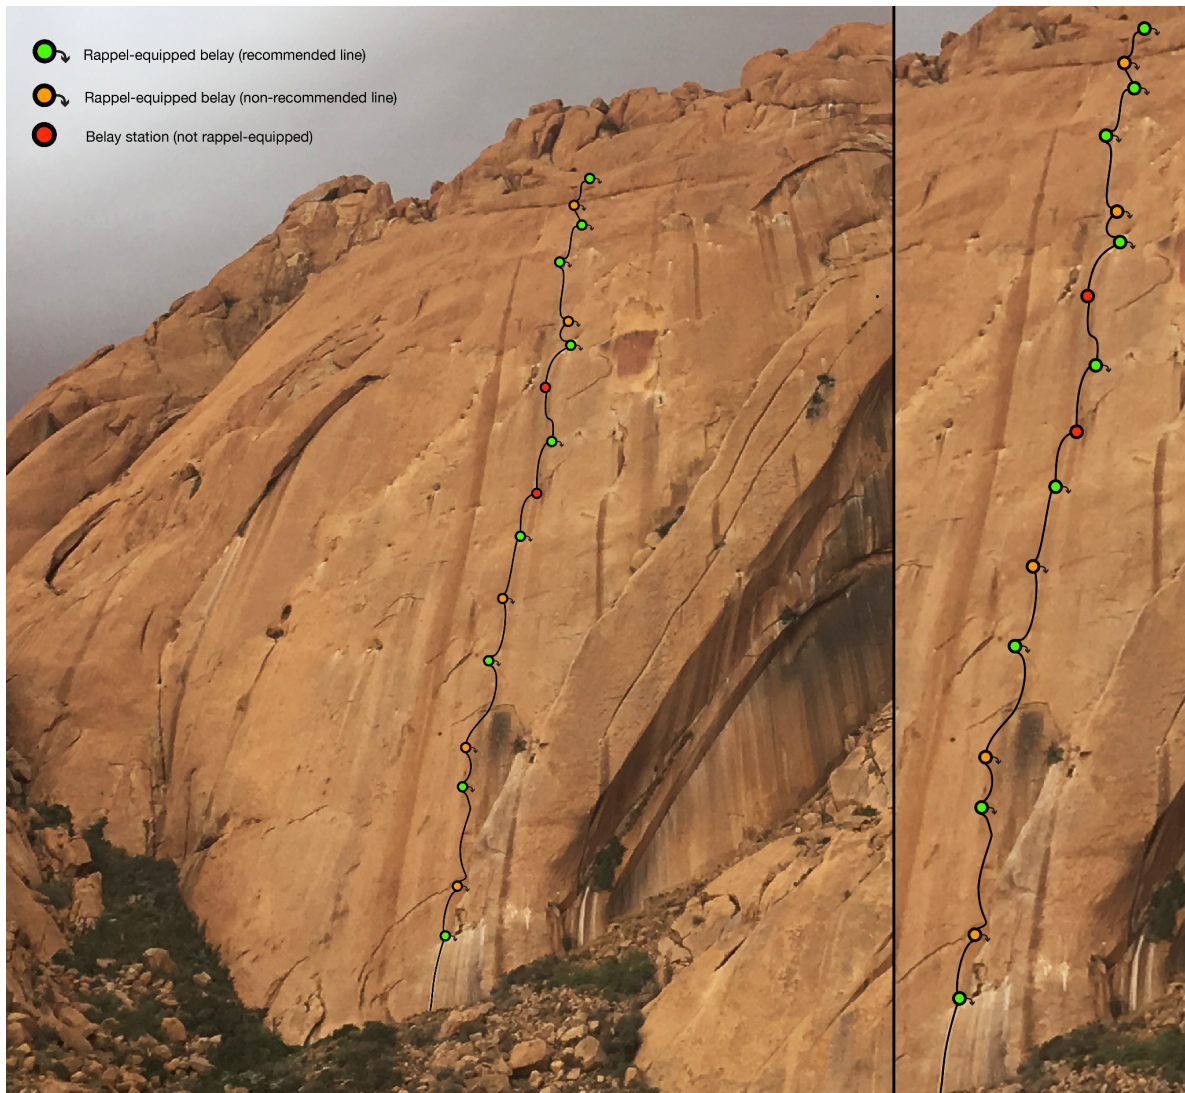 Rappel-equipped belay (recommended line)
Rappel-equipped belay (non-recommended line)
Belay station (not rappel-equipped)